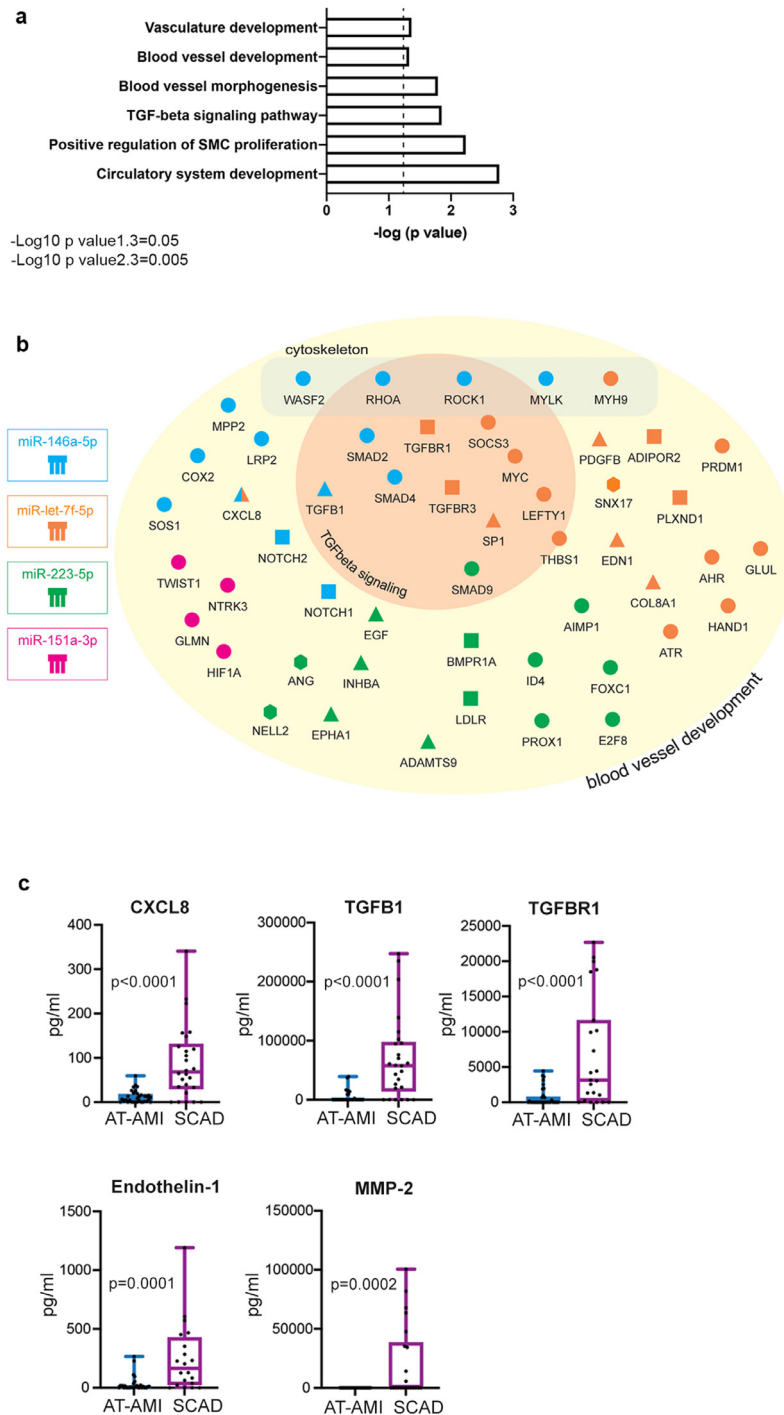 a
Vasculature development
Blood vessel development
Blood vessel morphogenesis
TGF-beta signaling pathway
Positive regulation of SMC proliferation
Circulatory system development
0 1 2 3
-log (p value)
-Log10 p value1.3=0.05
-Log10 p value2.3=0.005
b
cytoskeleton
WASF2 RHOA ROCK1 MYLK MYH9
miR-146a-5p
miR-let-7f-5p
miR-223-5p
miR-151a-3p
MPP2
COX2
LRP2
SOS1
CXCL8
SMAD2
SMAD4
TGFB1
TGFBR1
SOCS3
MYC
TGFBR3
LEFTY1
SP1
THBS1
PDGFB
ADIPOR2
PRDM1
SNX17
PLXND1
EDN1
GLUL
AHR
COL8A1
HAND1
ATR
NOTCH2
NOTCH1
TGFbeta signaling
SMAD9
TWIST1
NTRK3
GLMN
HIF1A
EGF
AIMP1
BMPR1A
ANG
INHBA
ID4
FOXC1
NELL2
EPHA1
LDLR
ADAMTS9
PROX1
E2F8
blood vessel development
c
CXCL8
pg/ml
400
300
200
100
0
p<0.0001
AT-AMI SCAD
TGFB1
pg/ml
300000
200000
100000
0
p<0.0001
AT-AMI SCAD
TGFBR1
pg/ml
25000
20000
15000
10000
5000
0
p<0.0001
AT-AMI SCAD
Endothelin-1
pg/ml
1500
1000
500
0
p=0.0001
AT-AMI SCAD
MMP-2
pg/ml
150000
100000
50000
0
p=0.0002
AT-AMI SCAD